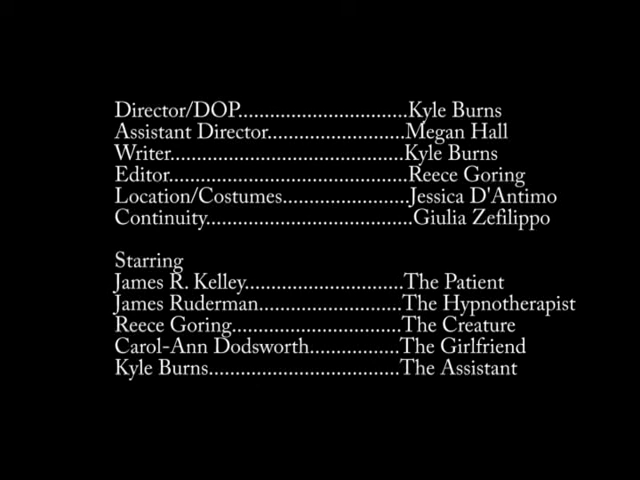 Director/DOP................................Kyle Burns
Assistant Director..........................Megan Hall
Writer............................................Kyle Burns
Editor.............................................Reece Goring
Location/Costumes........................Jessica D'Antimo
Continuity.......................................Giulia Zefilippo
Starring
James R. Kelley..............................The Patient
James Ruderman...........................The Hypnotherapist
Reece Goring................................The Creature
Carol-Ann Dodsworth.................The Girlfriend
Kyle Burns....................................The Assistant